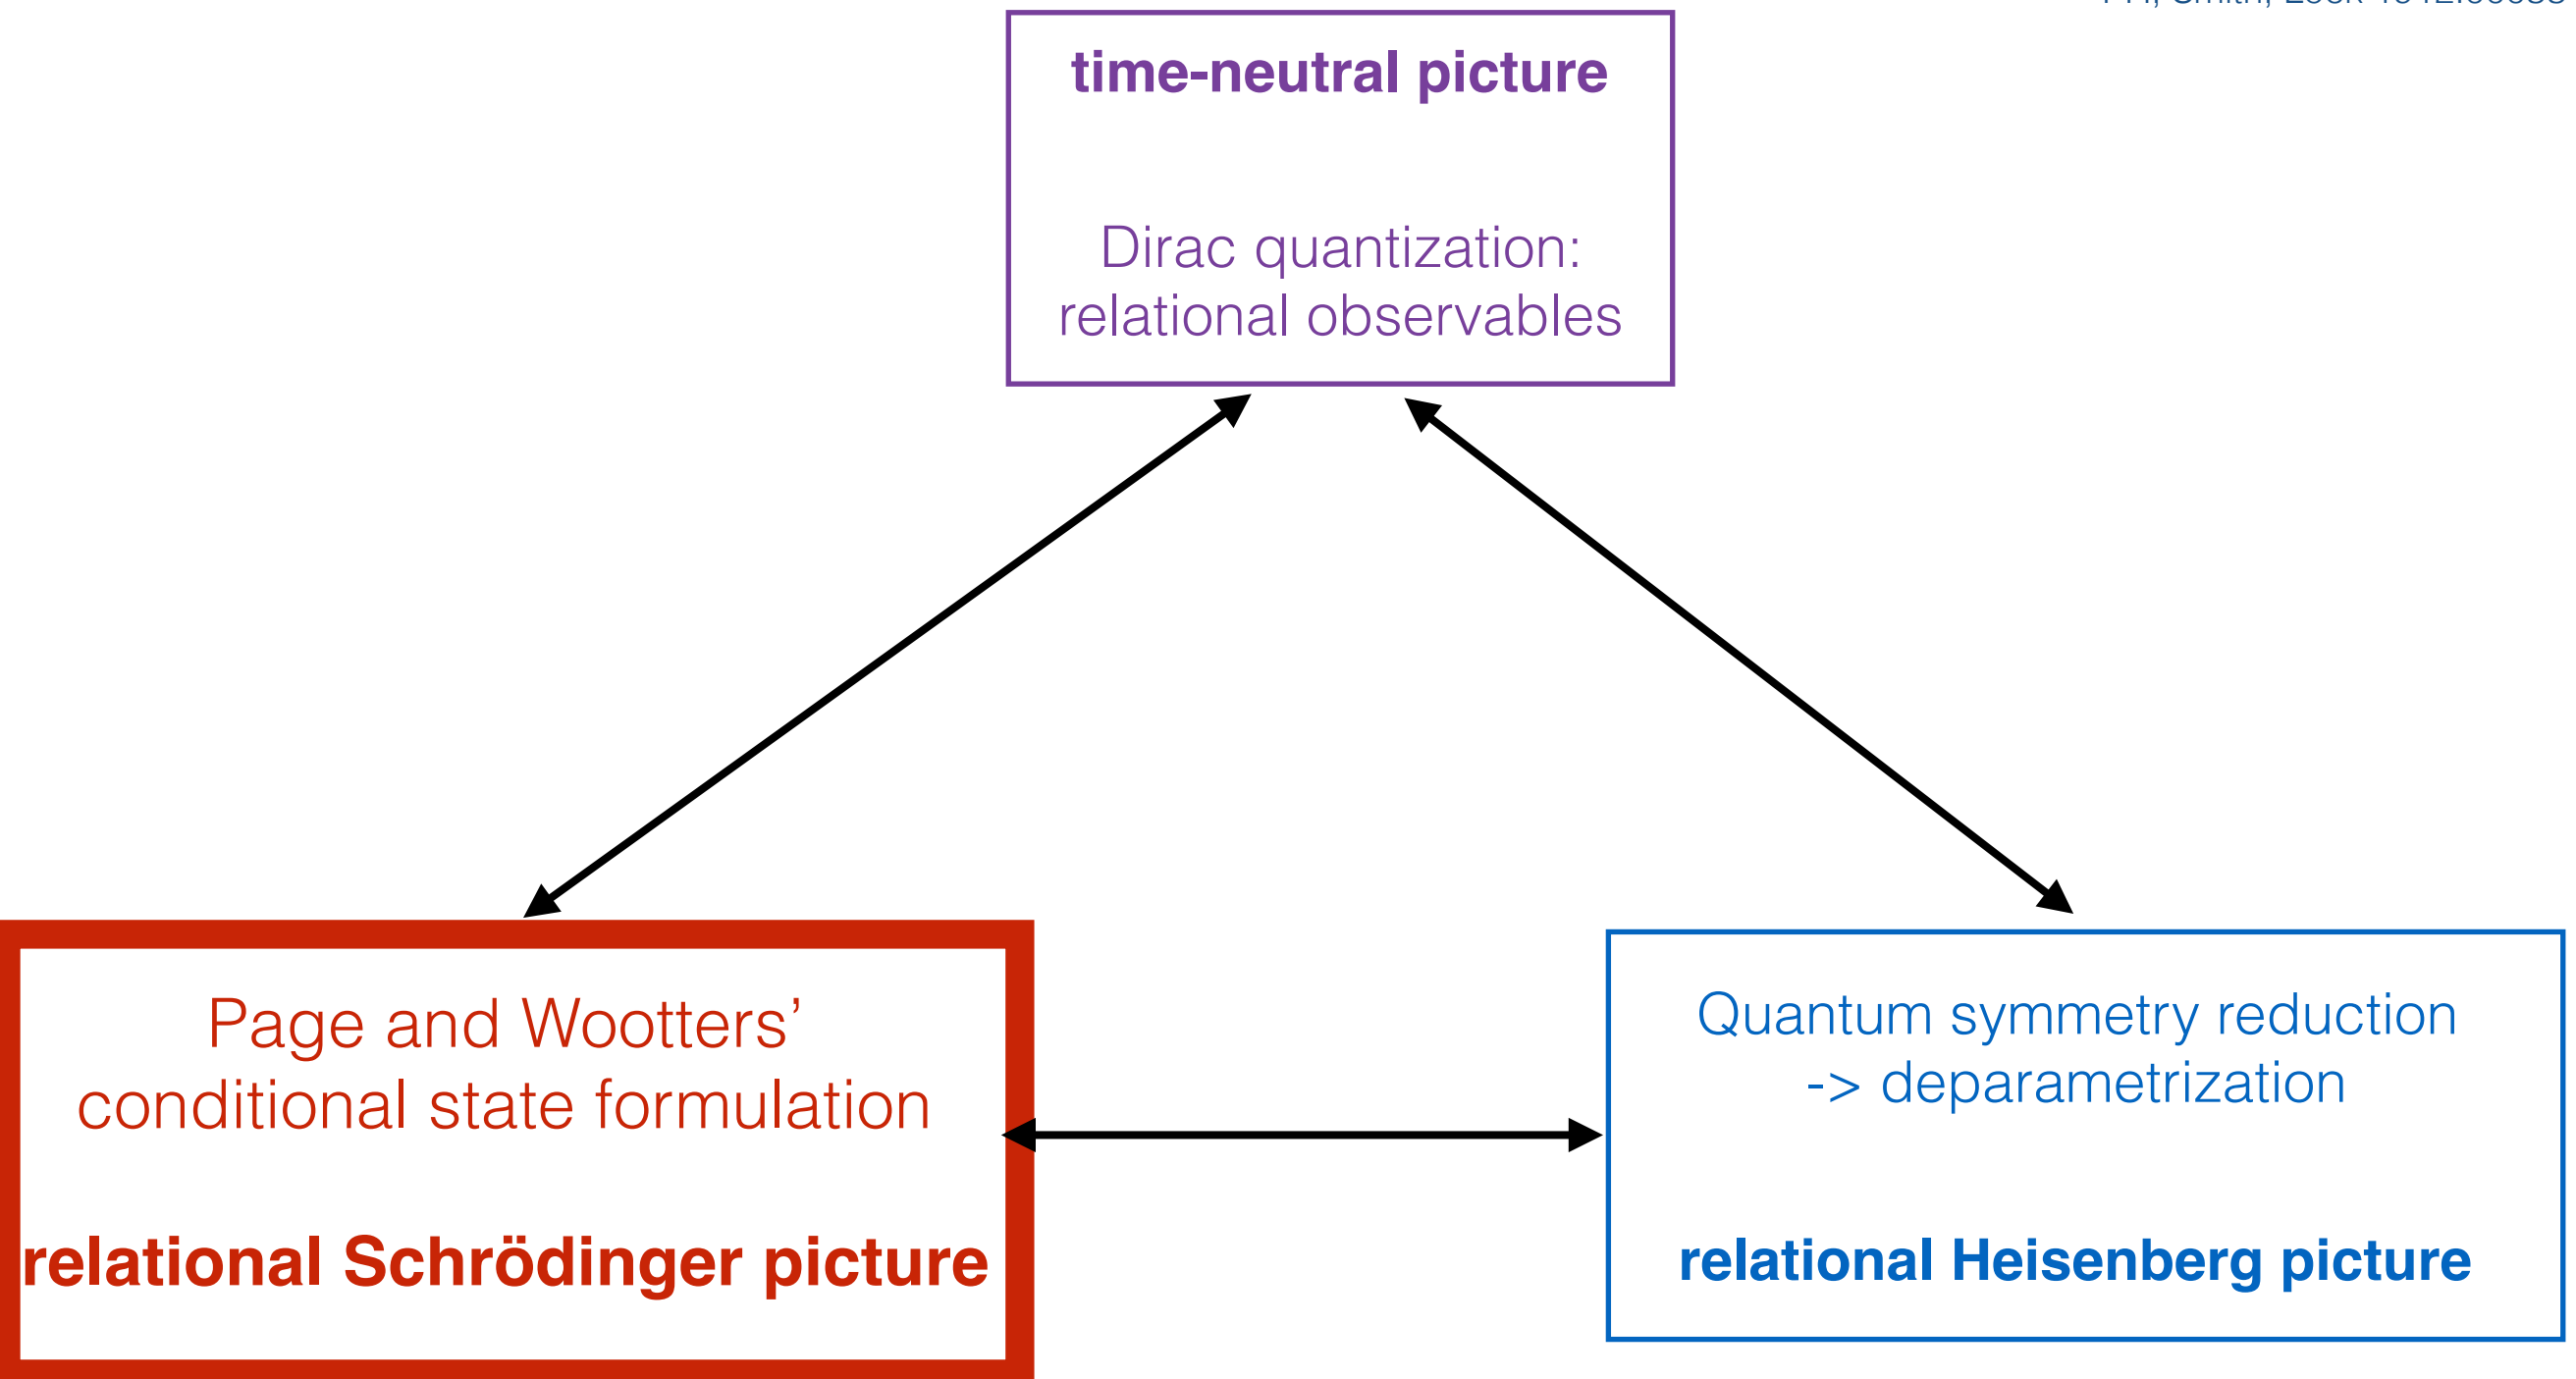 time-neutral picture
Dirac quantization:
relational observables
Page and Wootters’
conditional state formulation
relational Schrödinger picture
Quantum symmetry reduction
-> deparametrization
relational Heisenberg picture